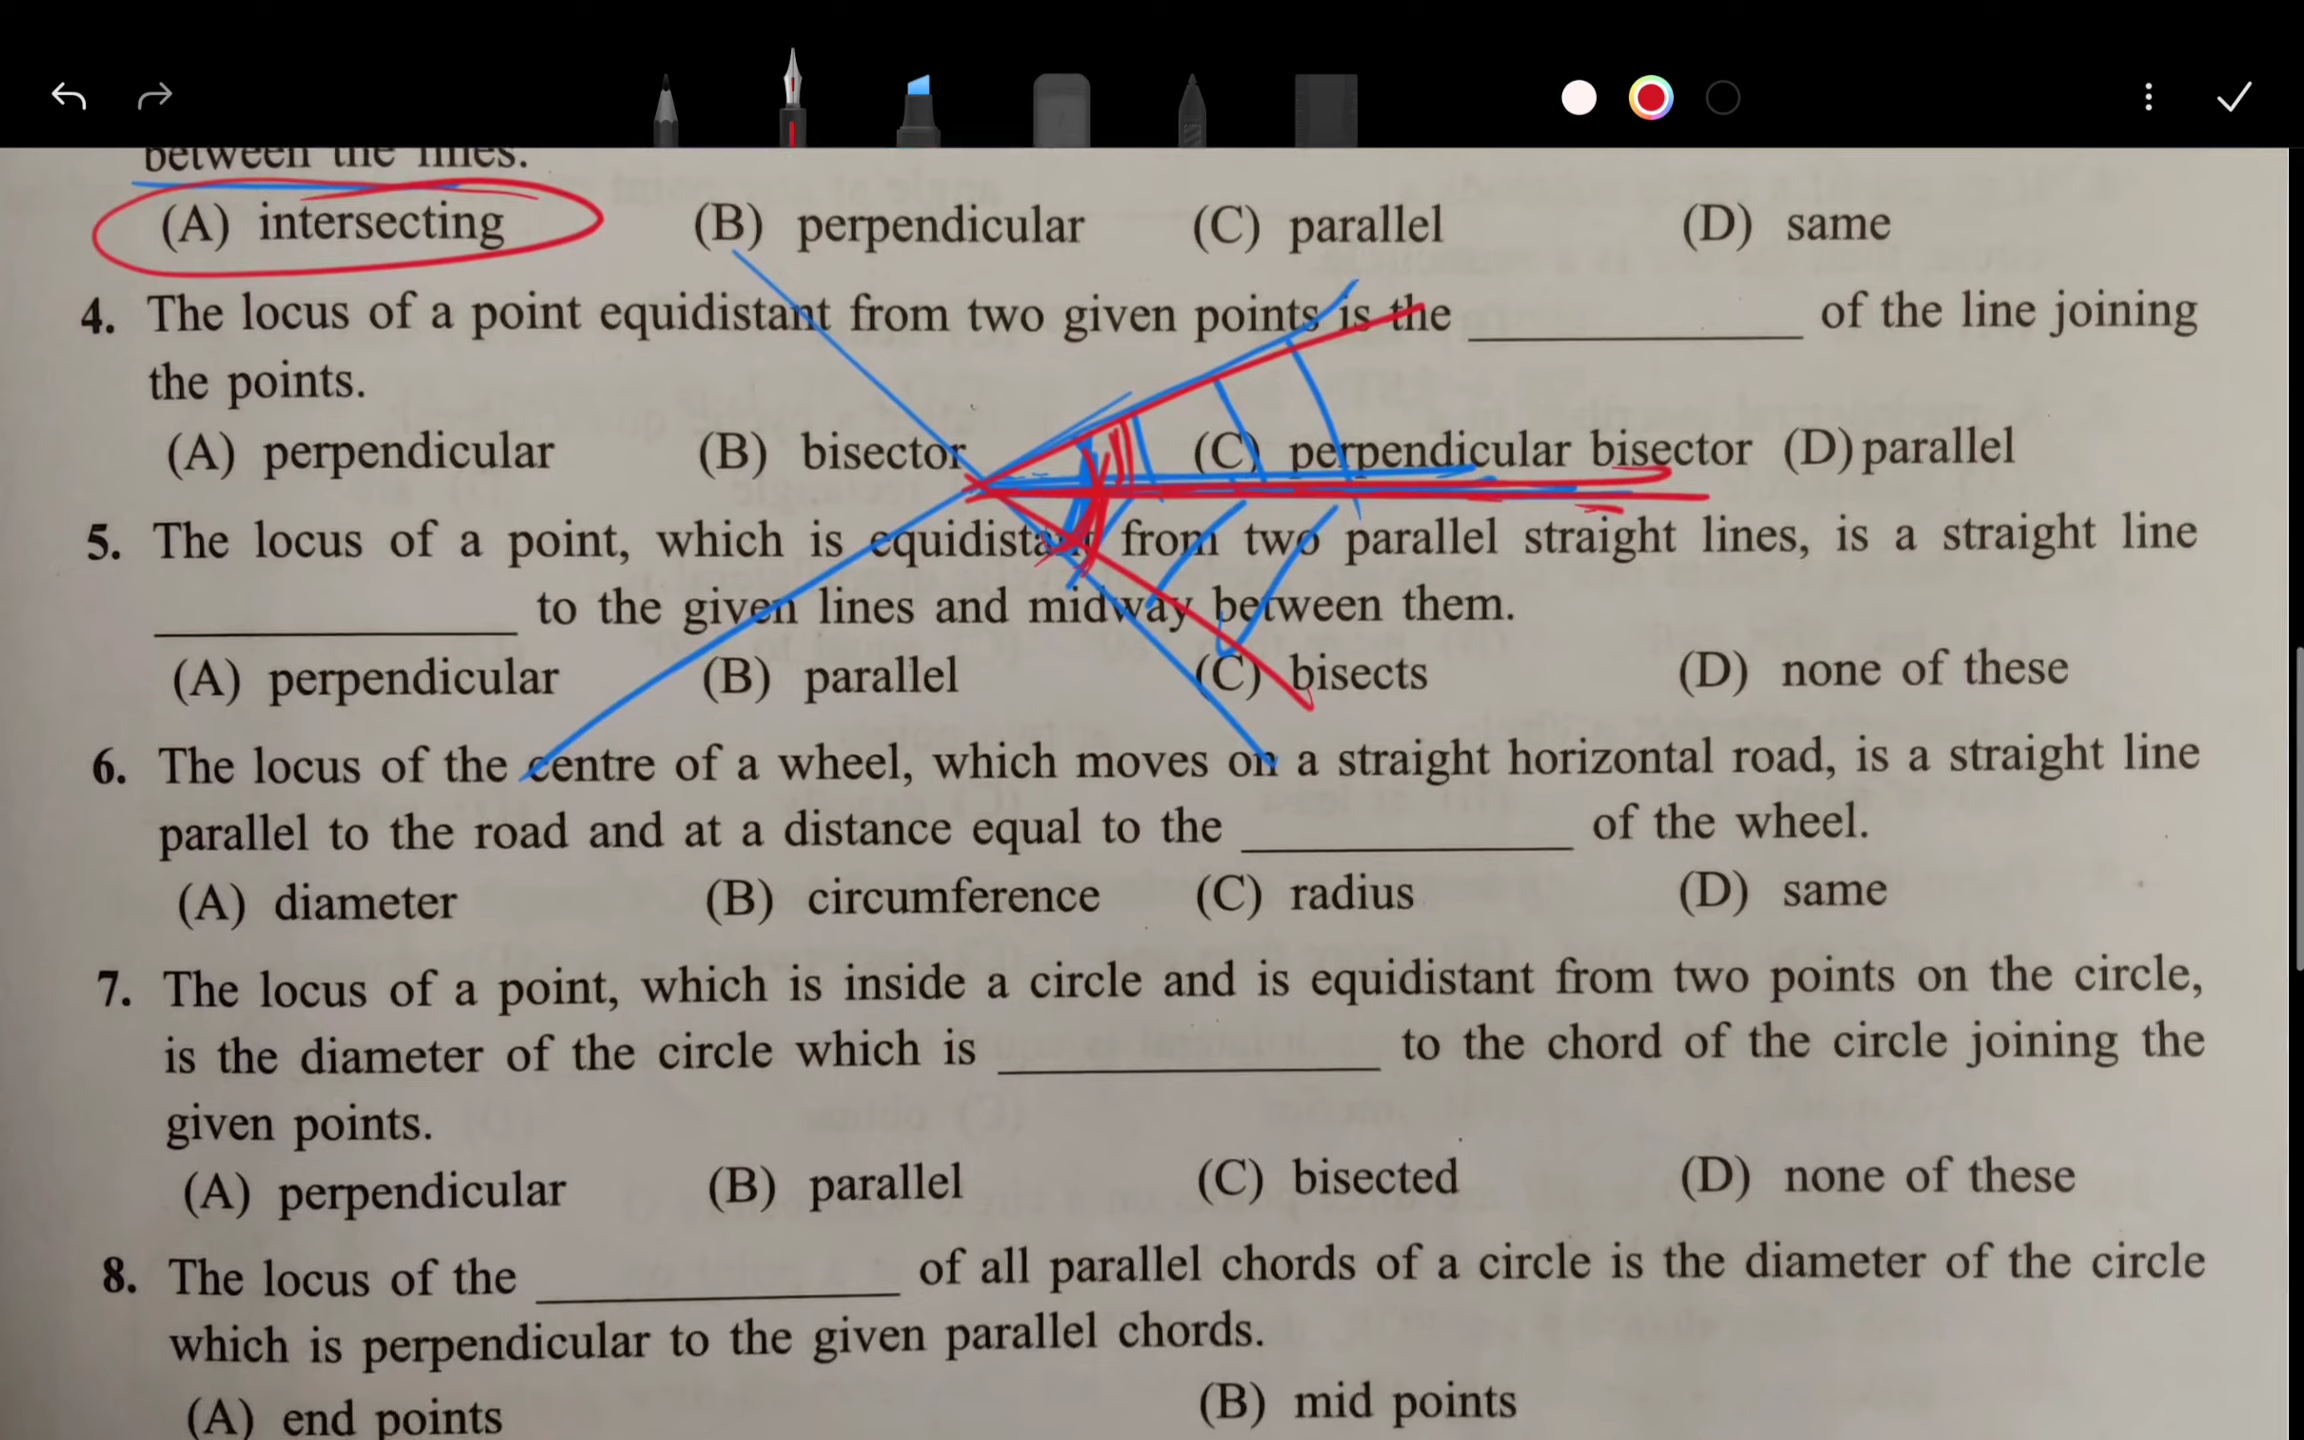 between the lines.
(A) intersecting (B) perpendicular (C) parallel (D) same
4. The locus of a point equidistant from two given points is the ____________ of the line joining
the points.
(A) perpendicular (B) bisector (C) perpendicular bisector (D) parallel
5. The locus of a point, which is equidistant from two parallel straight lines, is a straight line
____________ to the given lines and midway between them.
(A) perpendicular (B) parallel (C) bisects (D) none of these
6. The locus of the centre of a wheel, which moves on a straight horizontal road, is a straight line
parallel to the road and at a distance equal to the ____________ of the wheel.
(A) diameter (B) circumference (C) radius (D) same
7. The locus of a point, which is inside a circle and is equidistant from two points on the circle,
is the diameter of the circle which is ____________ to the chord of the circle joining the
given points.
(A) perpendicular (B) parallel (C) bisected (D) none of these
8. The locus of the ____________ of all parallel chords of a circle is the diameter of the circle
which is perpendicular to the given parallel chords.
(A) end points (B) mid points